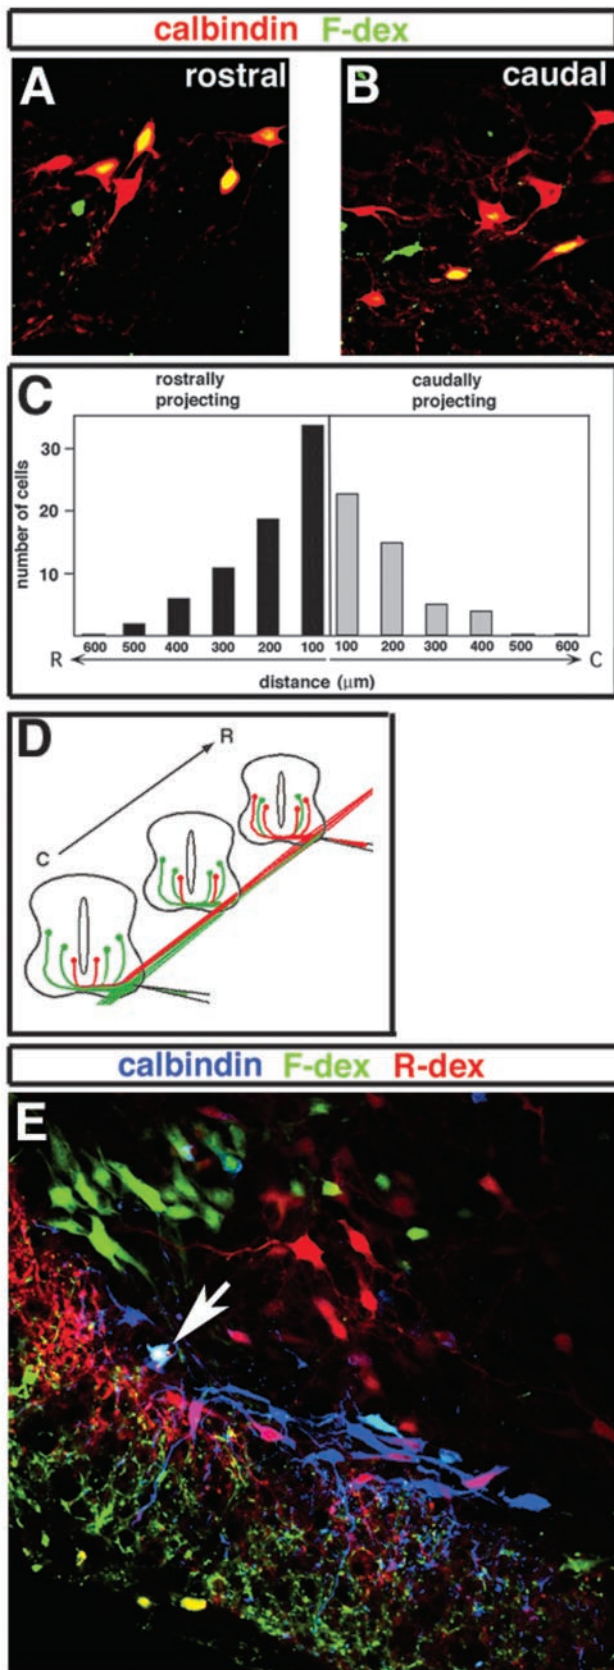 calbindin F-dex
A rostral
B caudal
C
rostrally
projecting
caudally
projecting
number of cells
30
20
10
600 500 400 300 200 100 100 200 300 400 500 600
R C
distance (μm)
D
R
C
calbindin F-dex R-dex
E